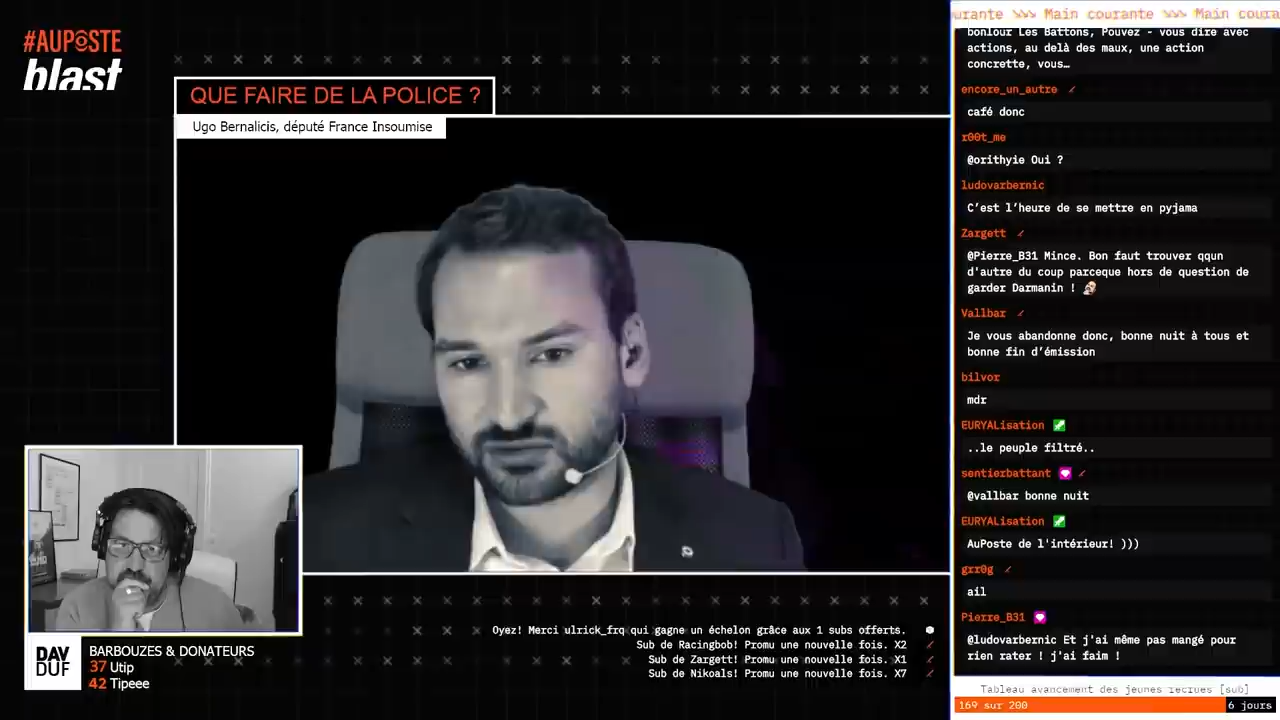 #AUPOSTE
blast
QUE FAIRE DE LA POLICE ?
Ugo Bernalicis, député France Insoumise
DAV
DUF
BARBOUZES & DONATEURS
37 Utip
42 Tipeee
Oyez! Merci ulrick_frq qui gagne un échelon grâce aux 1 subs offerts.
Sub de Racingbob! Promu une nouvelle fois. X2
Sub de Zargett! Promu une nouvelle fois. X1
Sub de Nikoals! Promu une nouvelle fois. X7
urante >>> Main courante >>> Main coura
bonjour Les Battons, Pouvez - vous dire avec
actions, au delà des maux, une action
concrette, vous…
encore_un_autre
café donc
r00t_me
@orithyie Oui ?
ludovarbernic
C’est l’heure de se mettre en pyjama
Zargett
@Pierre_B31 Mince. Bon faut trouver qqun
d'autre du coup parceque hors de question de
garder Darmanin !
Vallbar
Je vous abandonne donc, bonne nuit à tous et
bonne fin d’émission
bilvor
mdr
EURYALisation
..le peuple filtré..
sentierbattant
@vallbar bonne nuit
EURYALisation
AuPoste de l'intérieur! )))
grr0g
ail
Pierre_B31
@ludovarbernic Et j'ai même pas mangé pour
rien rater ! j'ai faim !
Tableau avancement des jeunes recrues [sub]
169 sur 200
6 jours